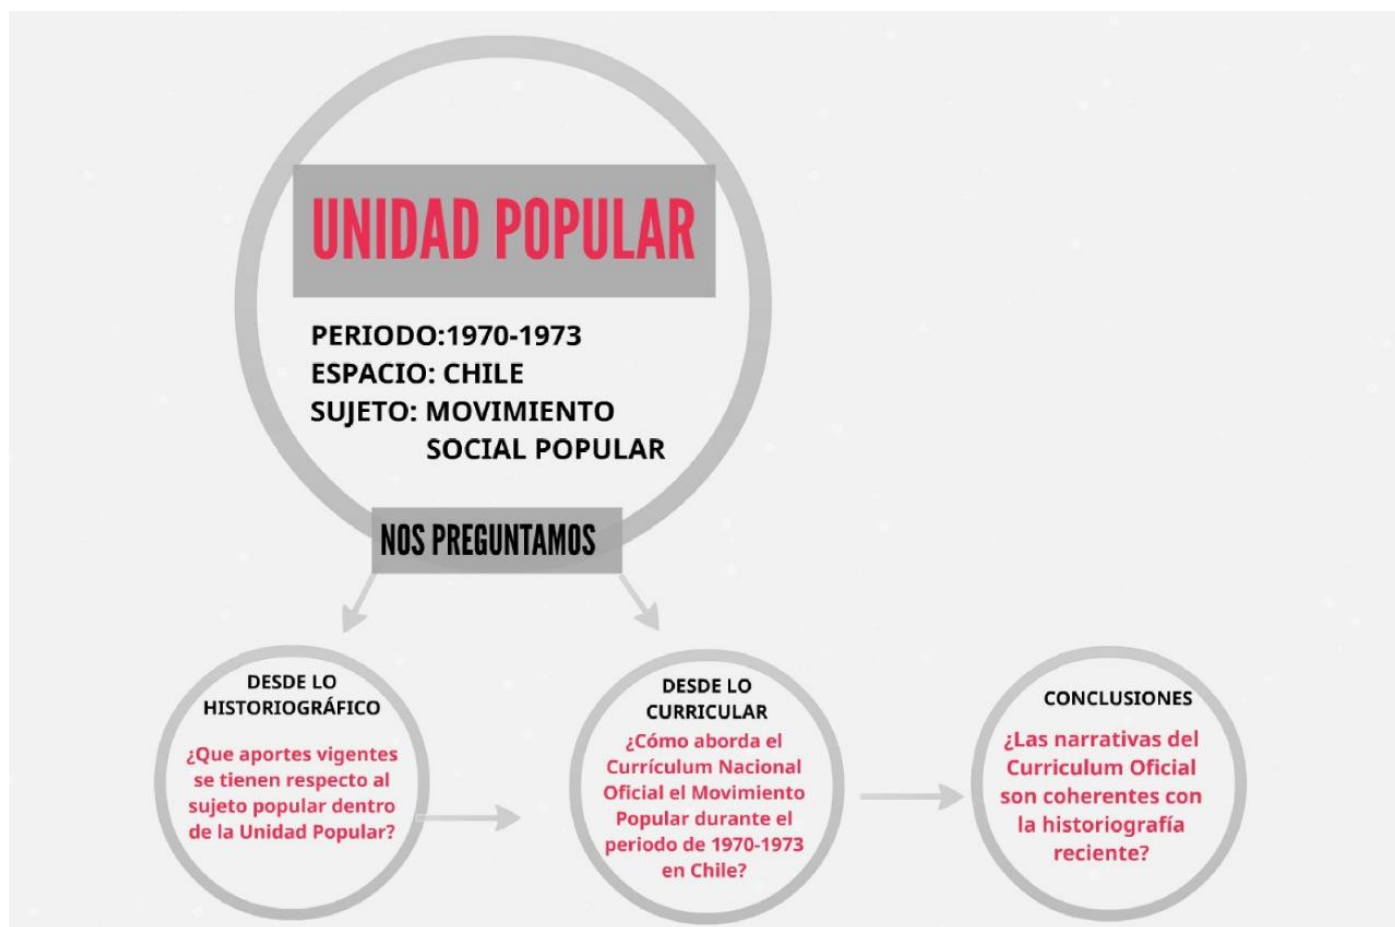 UNIDAD POPULAR
PERIODO:1970-1973
ESPACIO: CHILE
SUJETO: MOVIMIENTO
SOCIAL POPULAR
NOS PREGUNTAMOS
DESDE LO
HISTORIOGRÁFICO
¿Que aportes vigentes
se tienen respecto al
sujeto popular dentro
de la Unidad Popular?
DESDE LO
CURRICULAR
¿Cómo aborda el
Currículum Nacional
Oficial el Movimiento
Popular durante el
periodo de 1970-1973
en Chile?
CONCLUSIONES
¿Las narrativas del
Curriculum Oficial
son coherentes con
la historiografía
reciente?